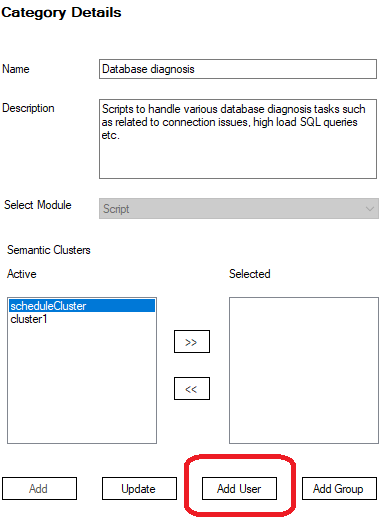 Category Details
Name
Database diagnosis
Description
Scripts to handle various database diagnosis tasks such
as related to connection issues, high load SQL queries
etc.
Select Module
Script
Semantic Clusters
Active
Selected
scheduleCluster
cluster1
>>
<<
Add
Update
Add User
Add Group